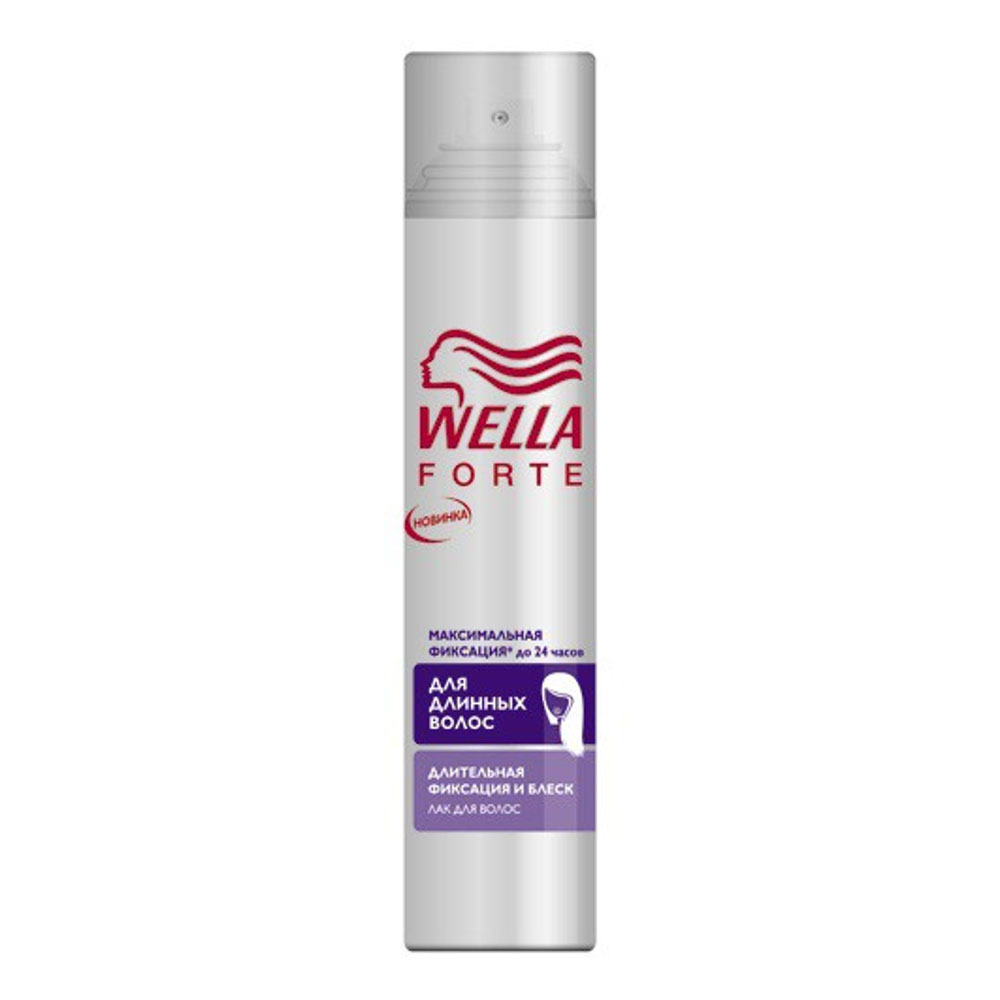 WELLA
FORTE
НОВИНКА
МАКСИМАЛЬНАЯ
ФИКСАЦИЯ* до 24 часов
ДЛЯ
ДЛИННЫХ
ВОЛОС
ДЛИТЕЛЬНАЯ
ФИКСАЦИЯ И БЛЕСК
ЛАК ДЛЯ ВОЛОС